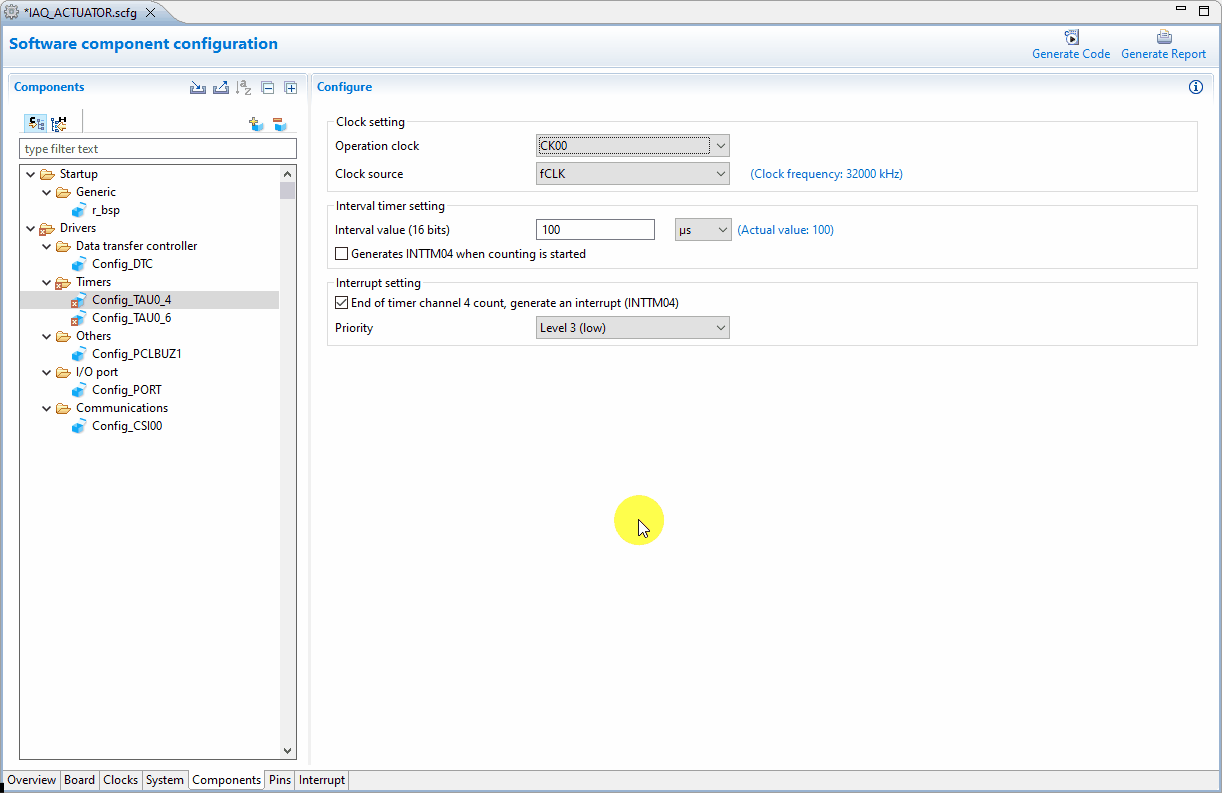 *IAQ_ACTUATOR.scfg
Software component configuration
Generate Code
Generate Report
Components
Configure
type filter text
Startup
Generic
r_bsp
Drivers
Data transfer controller
Config_DTC
Timers
Config_TAU0_4
Config_TAU0_6
Others
Config_PCLBUZ1
I/O port
Config_PORT
Communications
Config_CSI00
Clock setting
Operation clock CK00
Clock source fCLK (Clock frequency: 32000 kHz)
Interval timer setting
Interval value (16 bits) 100 µs (Actual value: 100)
Generates INTTM04 when counting is started
Interrupt setting
End of timer channel 4 count, generate an interrupt (INTTM04)
Priority Level 3 (low)
Overview Board Clocks System Components Pins Interrupt